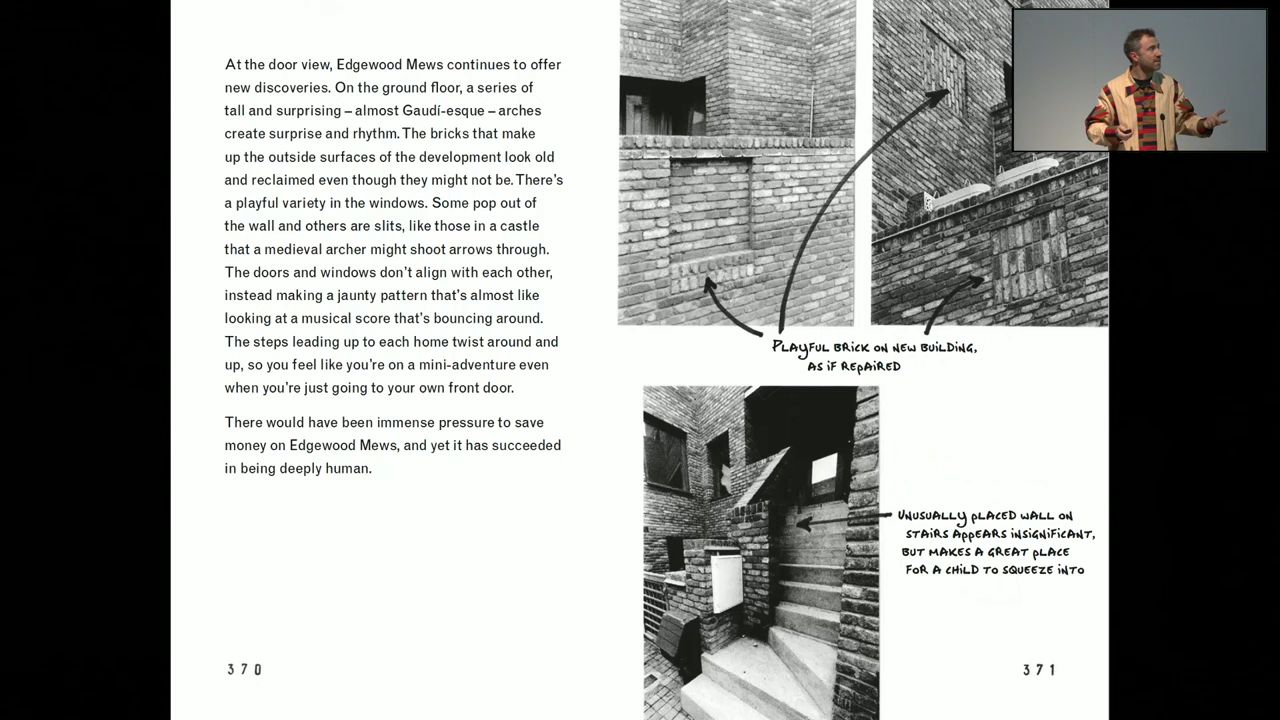 At the door view, Edgewood Mews continues to offer
new discoveries. On the ground floor, a series of
tall and surprising – almost Gaudí-esque – arches
create surprise and rhythm. The bricks that make
up the outside surfaces of the development look old
and reclaimed even though they might not be. There's
a playful variety in the windows. Some pop out of
the wall and others are slits, like those in a castle
that a medieval archer might shoot arrows through.
The doors and windows don't align with each other,
instead making a jaunty pattern that's almost like
looking at a musical score that's bouncing around.
The steps leading up to each home twist around and
up, so you feel like you're on a mini-adventure even
when you're just going to your own front door.
There would have been immense pressure to save
money on Edgewood Mews, and yet it has succeeded
in being deeply human.
370
PLAYFUL BRICK ON NEW BUILDING,
AS IF REPAIRED
UNUSUALLY PLACED WALL ON
STAIRS APPEARS INSIGNIFICANT,
BUT MAKES A GREAT PLACE
FOR A CHILD TO SQUEEZE INTO
371